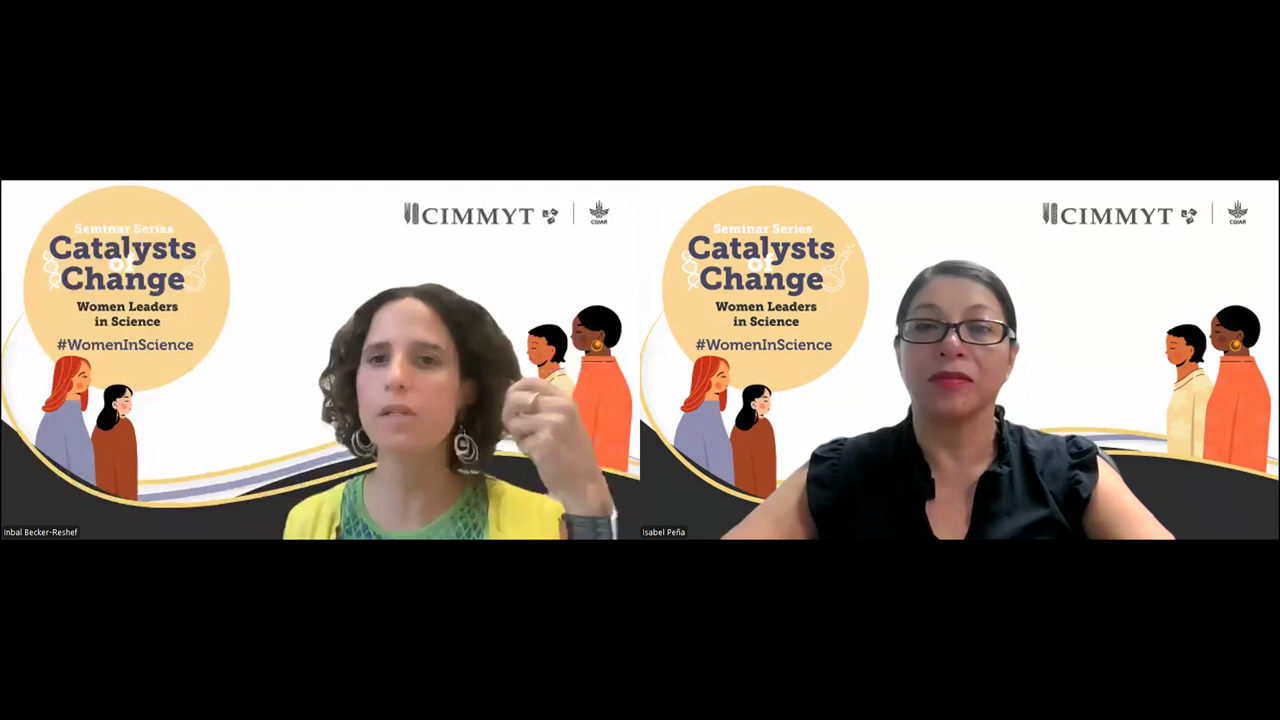 Seminar Series
Catalysts
of
Change
Women Leaders
in Science
#WomenInScience
CIMMYT
CGIAR
Inbal Becker-Reshef
Seminar Series
Catalysts
of
Change
Women Leaders
in Science
#WomenInScience
CIMMYT
CGIAR
Isabel Peña